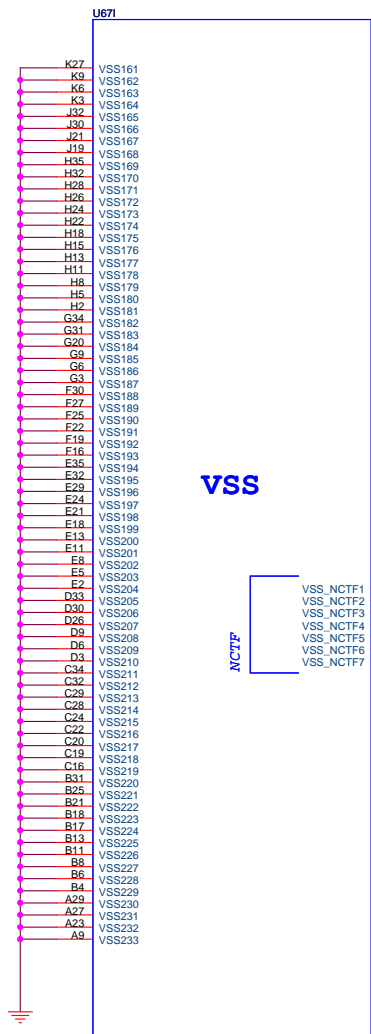 U67I
K27 VSS161
K9 VSS162
K6 VSS163
K3 VSS164
J32 VSS165
J30 VSS166
J21 VSS167
J19 VSS168
H35 VSS169
H32 VSS170
H28 VSS171
H26 VSS172
H24 VSS173
H22 VSS174
H18 VSS175
H15 VSS176
H13 VSS177
H11 VSS178
H8 VSS179
H5 VSS180
H2 VSS181
G34 VSS182
G31 VSS183
G20 VSS184
G9 VSS185
G6 VSS186
G3 VSS187
F30 VSS188
F27 VSS189
F25 VSS190
F22 VSS191
F19 VSS192
F16 VSS193
E35 VSS194
E32 VSS195
E29 VSS196
E24 VSS197
E21 VSS198
E18 VSS199
E13 VSS200
E11 VSS201
E8 VSS202
E5 VSS203
E2 VSS204
D33 VSS205
D30 VSS206
D26 VSS207
D9 VSS208
D6 VSS209
D3 VSS210
C34 VSS211
C32 VSS212
C29 VSS213
C28 VSS214
C24 VSS215
C22 VSS216
C20 VSS217
C19 VSS218
C16 VSS219
B31 VSS220
B25 VSS221
B21 VSS222
B18 VSS223
B17 VSS224
B13 VSS225
B11 VSS226
B8 VSS227
B6 VSS228
B4 VSS229
A29 VSS230
A27 VSS231
A23 VSS232
A9 VSS233
VSS
NCTF
VSS_NCTF1
VSS_NCTF2
VSS_NCTF3
VSS_NCTF4
VSS_NCTF5
VSS_NCTF6
VSS_NCTF7